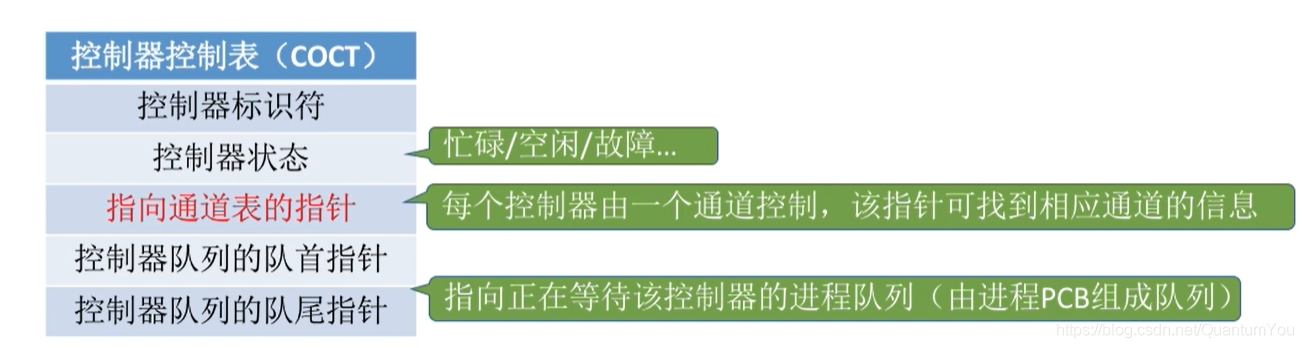 控制器控制表（COCT）
控制器标识符
控制器状态
忙碌/空闲/故障...
指向通道表的指针
每个控制器由一个通道控制，该指针可找到相应通道的信息
控制器队列的队首指针
控制器队列的队尾指针
指向正在等待该控制器的进程队列（由进程PCB组成队列）
https://blog.csdn.net/QuantumYou